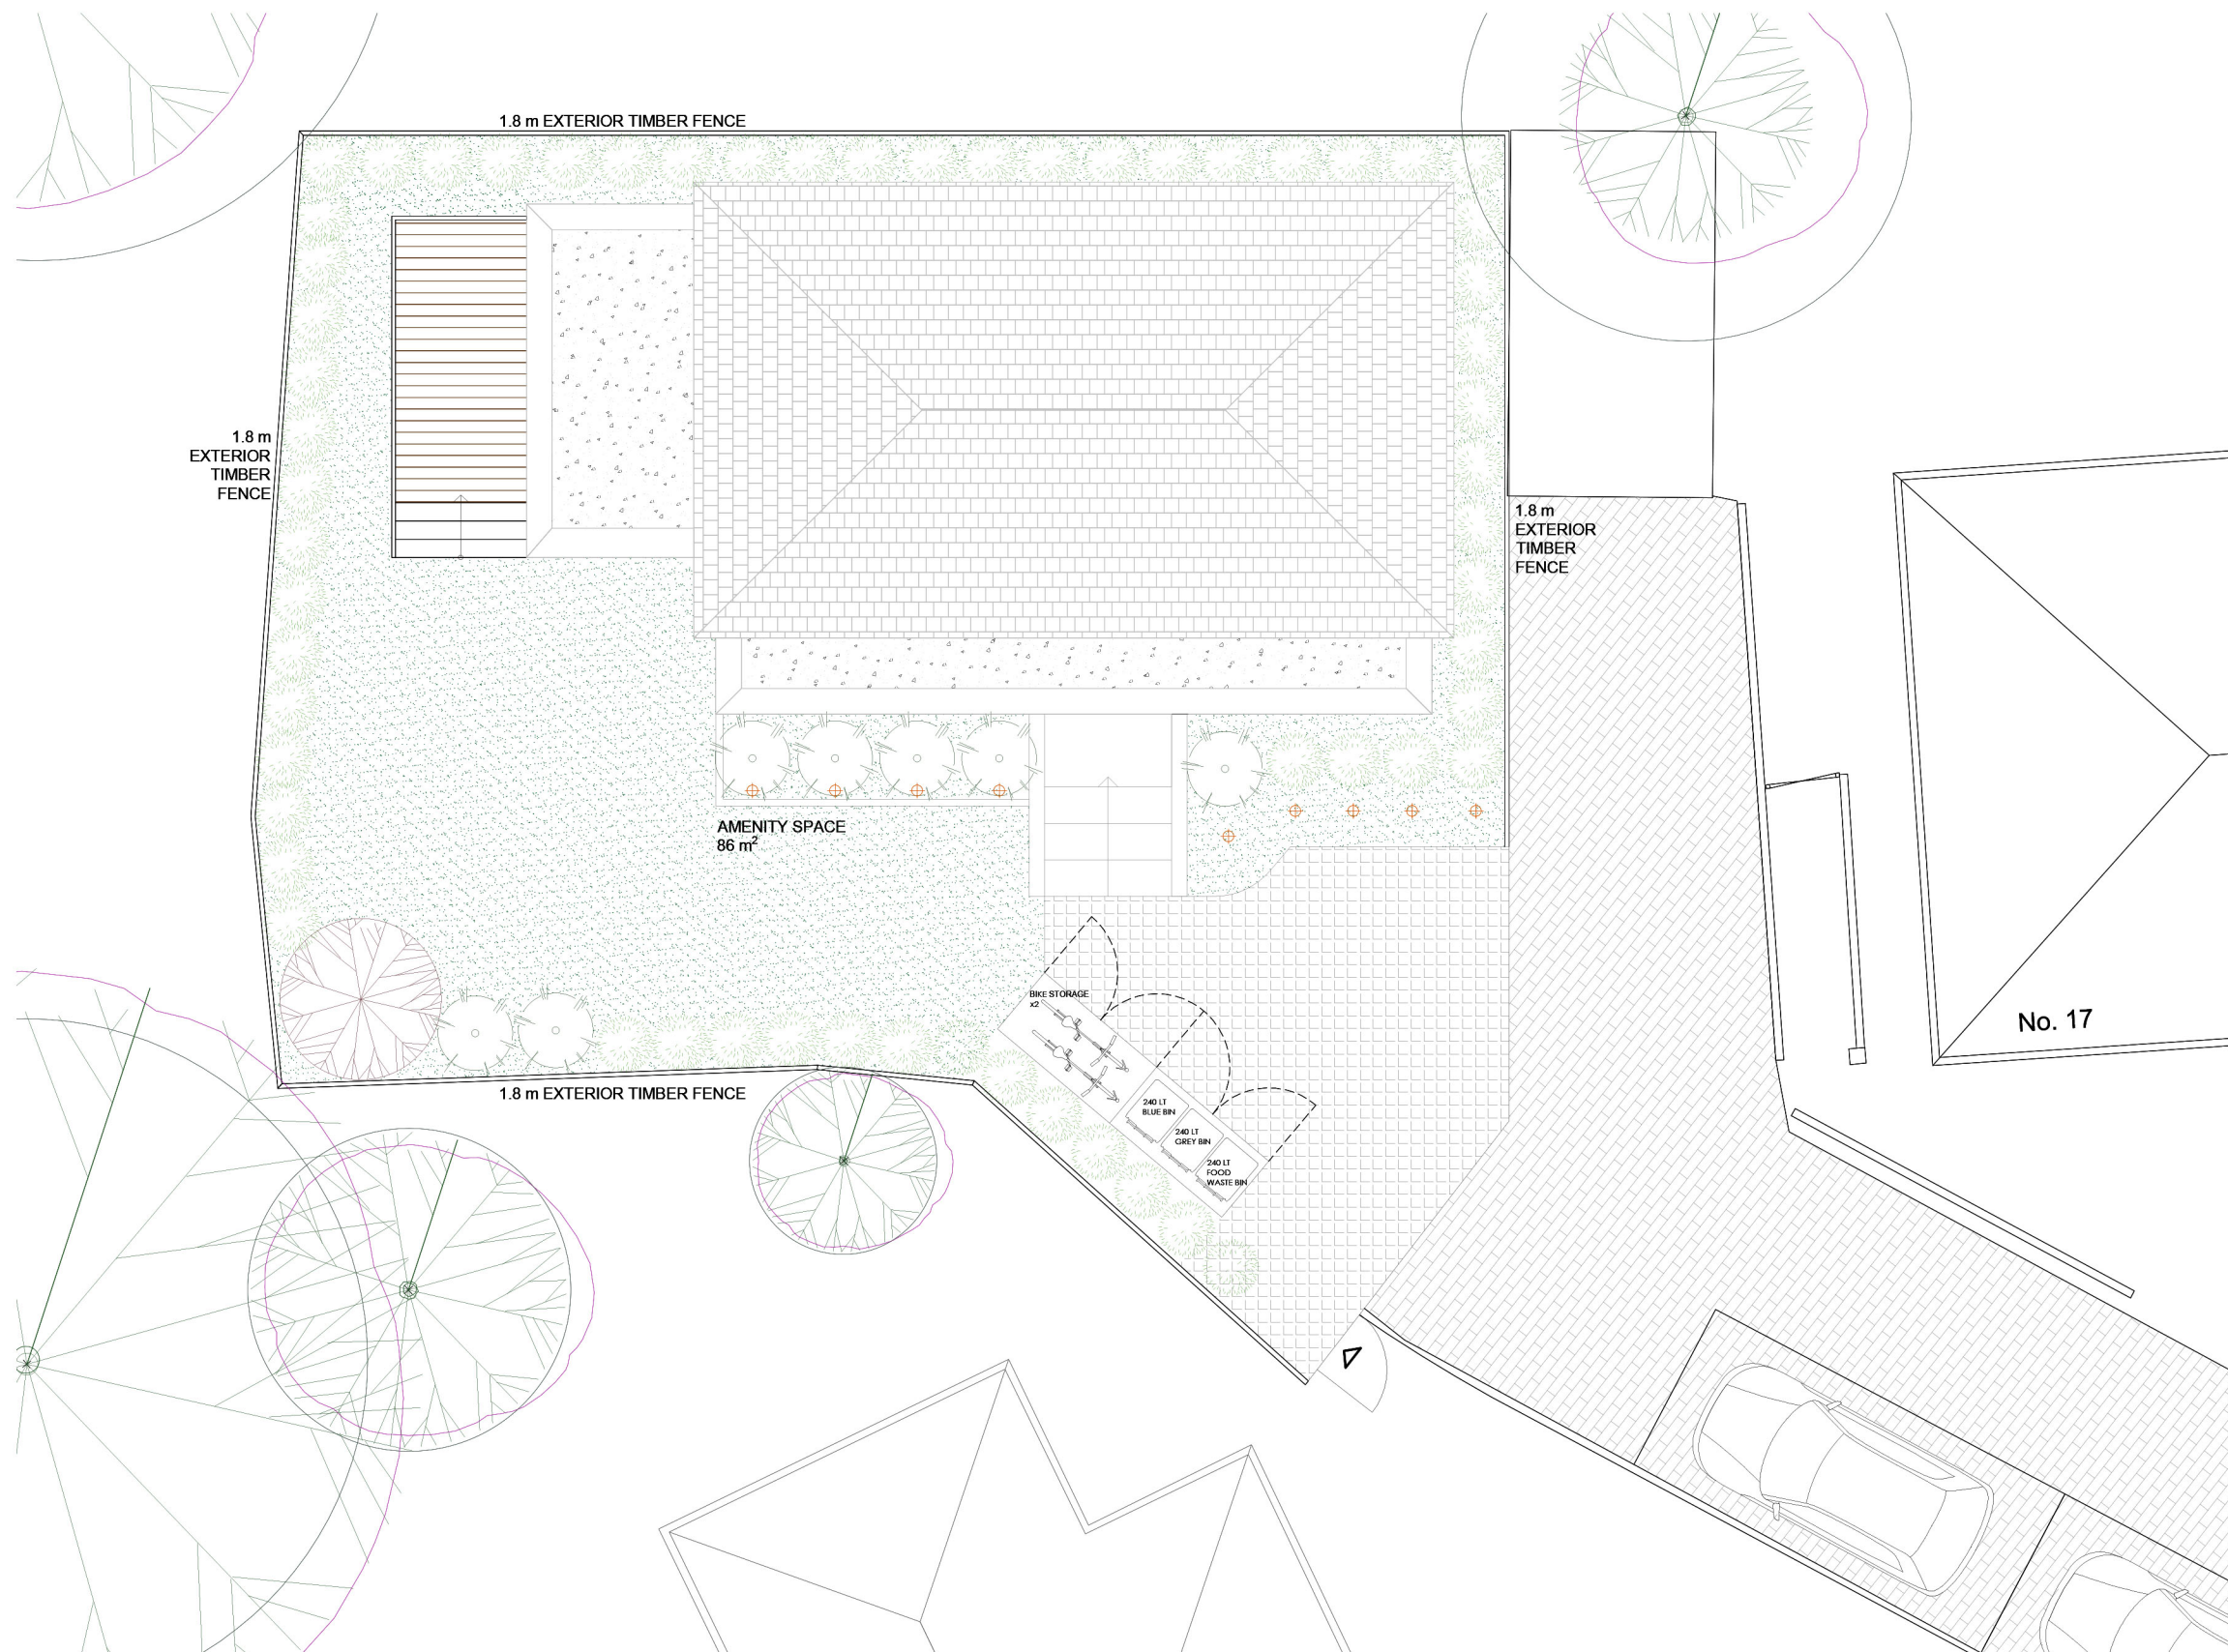 1.8 m EXTERIOR TIMBER FENCE
1.8 m
EXTERIOR
TIMBER
FENCE
1.8 m
EXTERIOR
TIMBER
FENCE
AMENITY SPACE
86 m²
BIKE STORAGE
x2
No. 17
1.8 m EXTERIOR TIMBER FENCE
240 LT
BLUE BIN
240 LT
GREY BIN
240 LT
FOOD
WASTE BIN